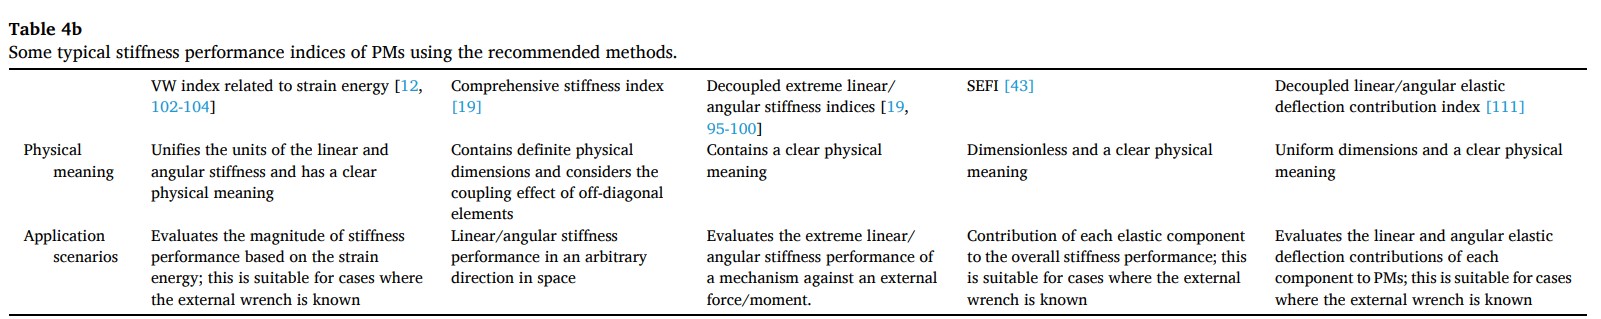 Table 4b
Some typical stiffness performance indices of PMs using the recommended methods.
VW index related to strain energy [12,
102-104]
Comprehensive stiffness index
[19]
Decoupled extreme linear/
angular stiffness indices [19,
95-100]
SEFI [43]
Decoupled linear/angular elastic
deflection contribution index [111]
Physical
meaning
Unifies the units of the linear and
angular stiffness and has a clear
physical meaning
Contains definite physical
dimensions and considers the
coupling effect of off-diagonal
elements
Contains a clear physical
meaning
Dimensionless and a clear physical
meaning
Uniform dimensions and a clear physical
meaning
Application
scenarios
Evaluates the magnitude of stiffness
performance based on the strain
energy; this is suitable for cases where
the external wrench is known
Linear/angular stiffness
performance in an arbitrary
direction in space
Evaluates the extreme linear/
angular stiffness performance of
a mechanism against an external
force/moment.
Contribution of each elastic component
to the overall stiffness performance; this
is suitable for cases where the external
wrench is known
Evaluates the linear and angular elastic
deflection contributions of each
component to PMs; this is suitable for cases
where the external wrench is known